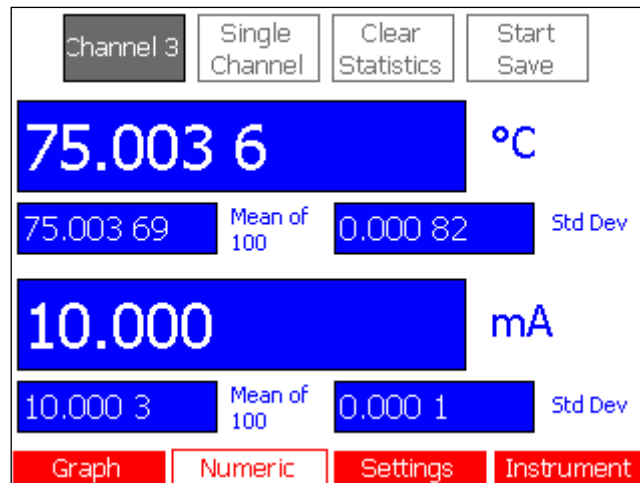 Channel 3
Single
Channel
Clear
Statistics
Start
Save
75.003 6
°C
75.003 69
Mean of
100
0.000 82
Std Dev
10.000
mA
10.000 3
Mean of
100
0.000 1
Std Dev
Graph
Numeric
Settings
Instrument